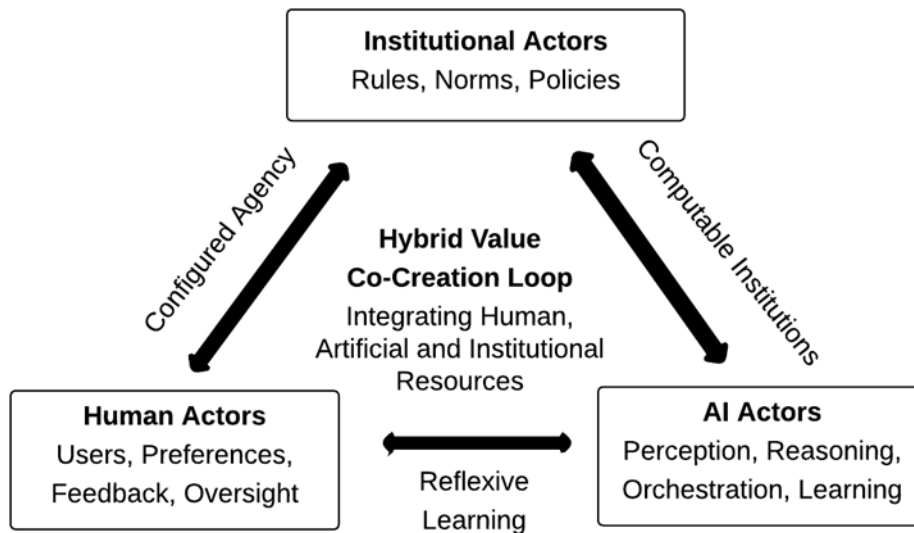 Institutional Actors
Rules, Norms, Policies
Configured Agency
Computable Institutions
Hybrid Value
Co-Creation Loop
Integrating Human,
Artificial and Institutional
Resources
Human Actors
Users, Preferences,
Feedback, Oversight
Reflexive
Learning
AI Actors
Perception, Reasoning,
Orchestration, Learning